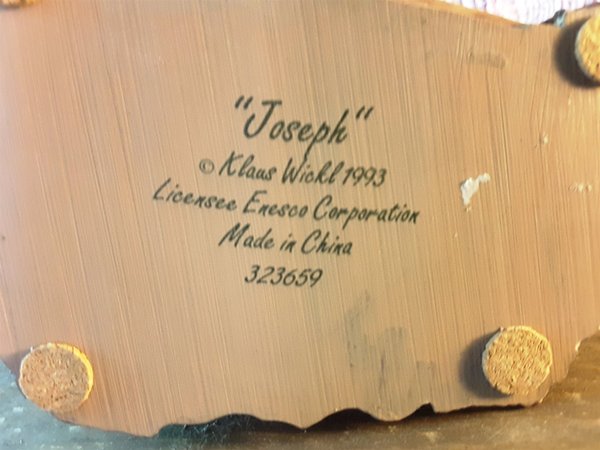 "Joseph"
© Klaus Wickl 1993
Licensee Enesco Corporation
Made in China
323659